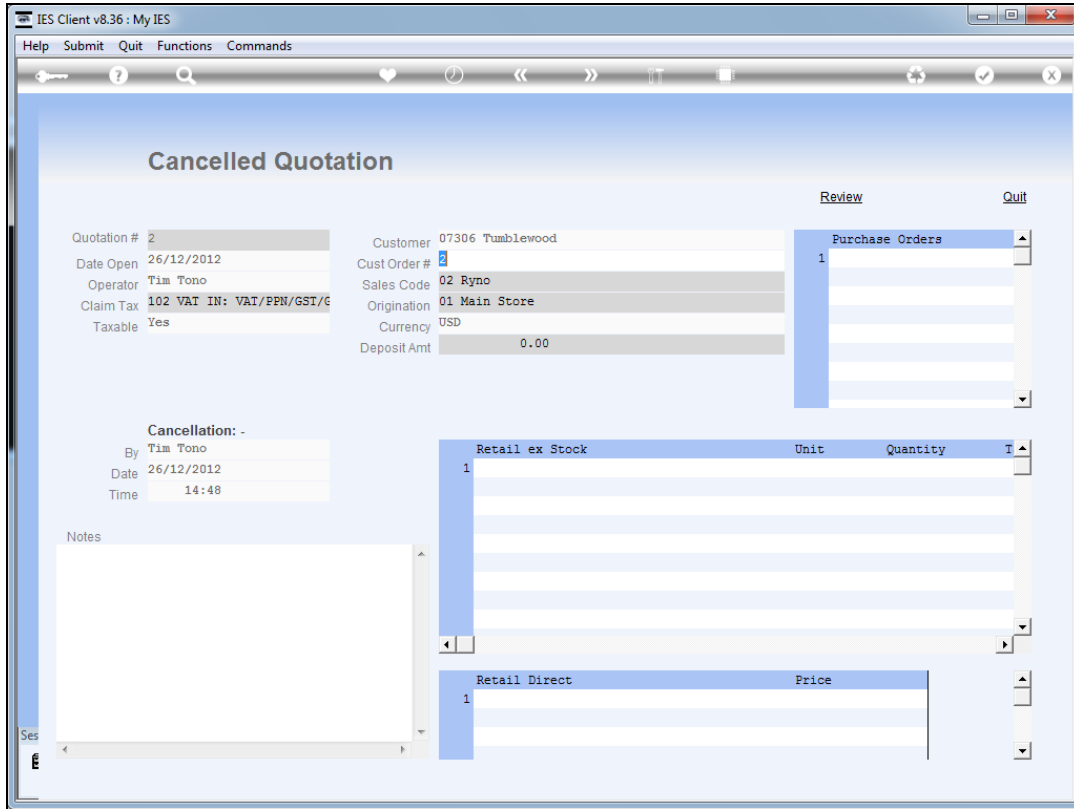 IES Client v8.36 : My IES
Help Submit Quit Functions Commands
Cancelled Quotation
Review Quit
Quotation # 2
Date Open 26/12/2012
Operator Tim Tono
Claim Tax 102 VAT IN: VAT/PPN/GST/G
Taxable Yes
Customer 07306 Tumblewood
Cust Order # 2
Sales Code 02 Ryno
Origination 01 Main Store
Currency USD
Deposit Amt 0.00
Purchase Orders
1
Cancellation: -
By Tim Tono
Date 26/12/2012
Time 14:48
Retail ex Stock Unit Quantity T
1
Notes
Retail Direct Price
1
Ses